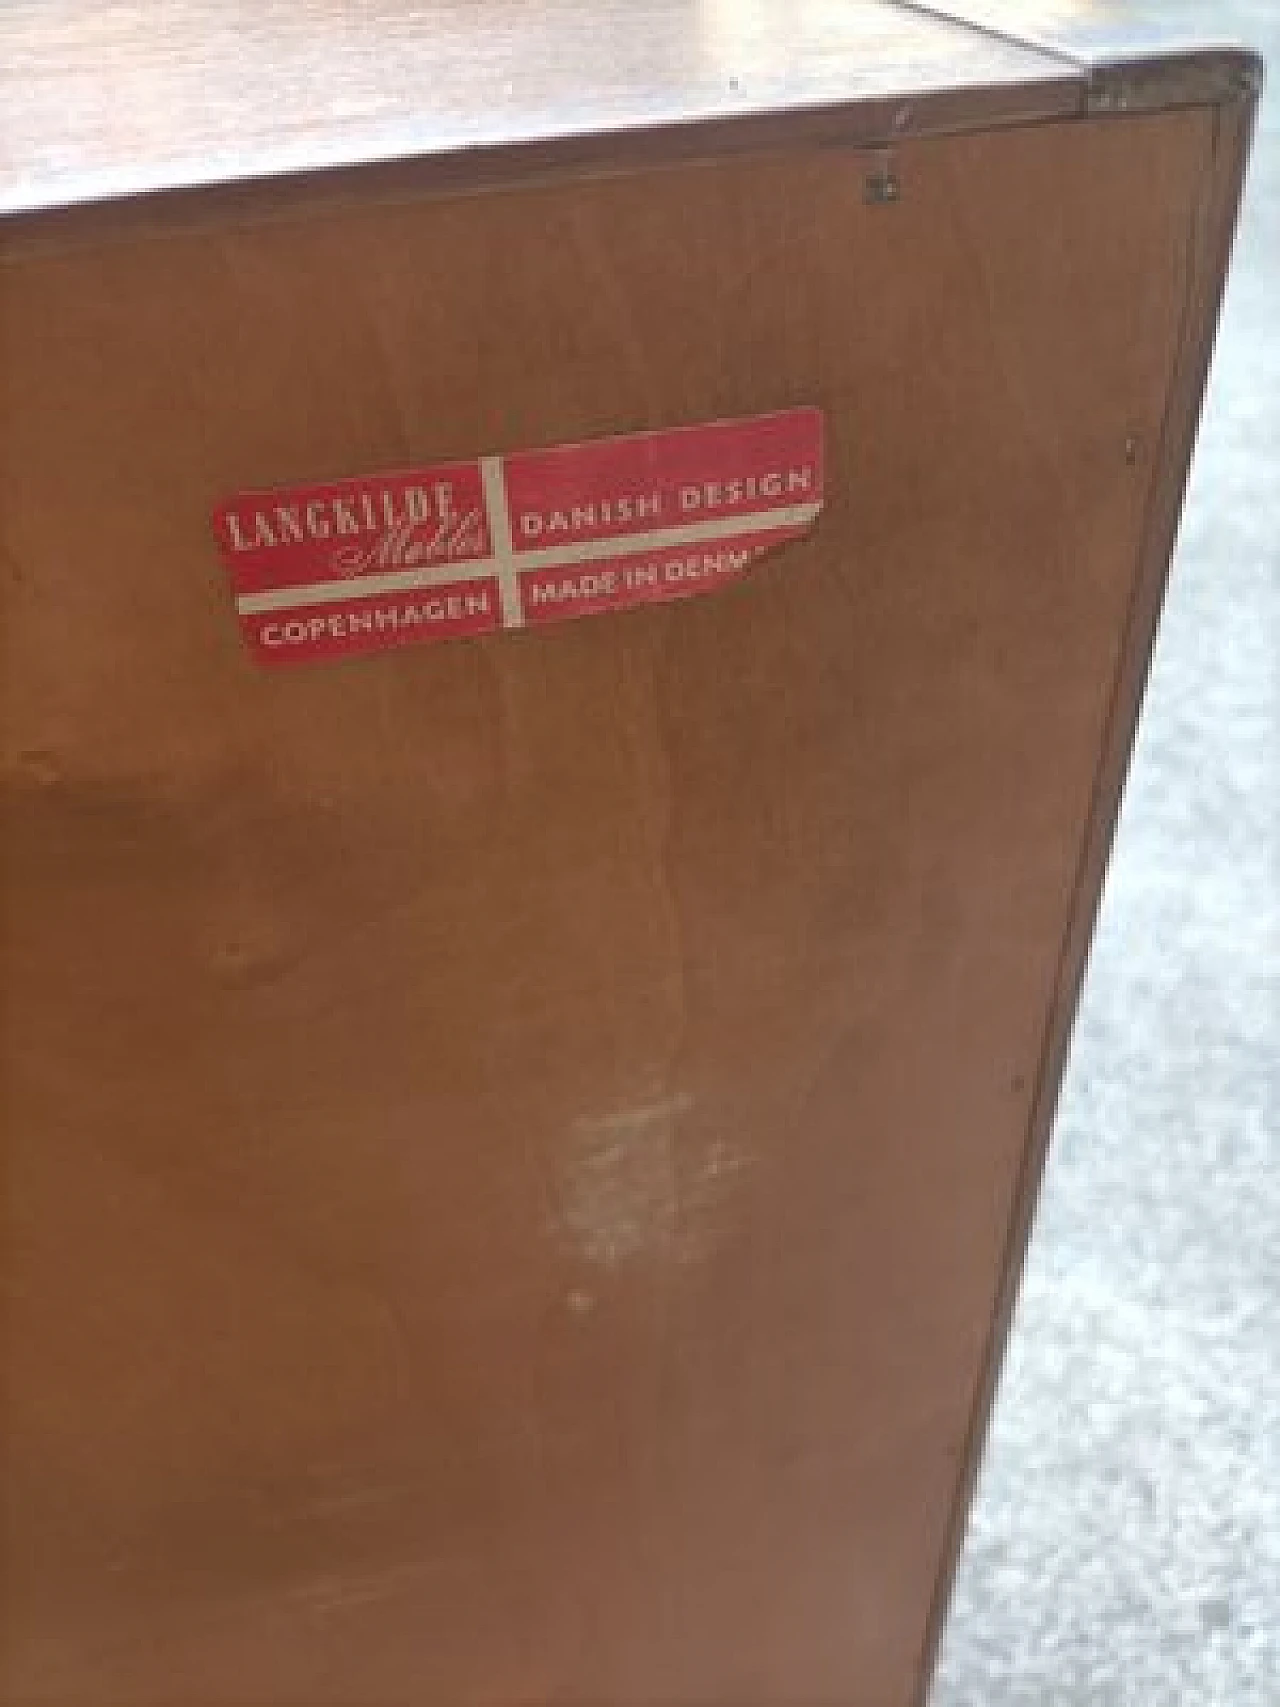 LANGKILDE
Møbler
DANISH DESIGN
COPENHAGEN
MADE IN DENM